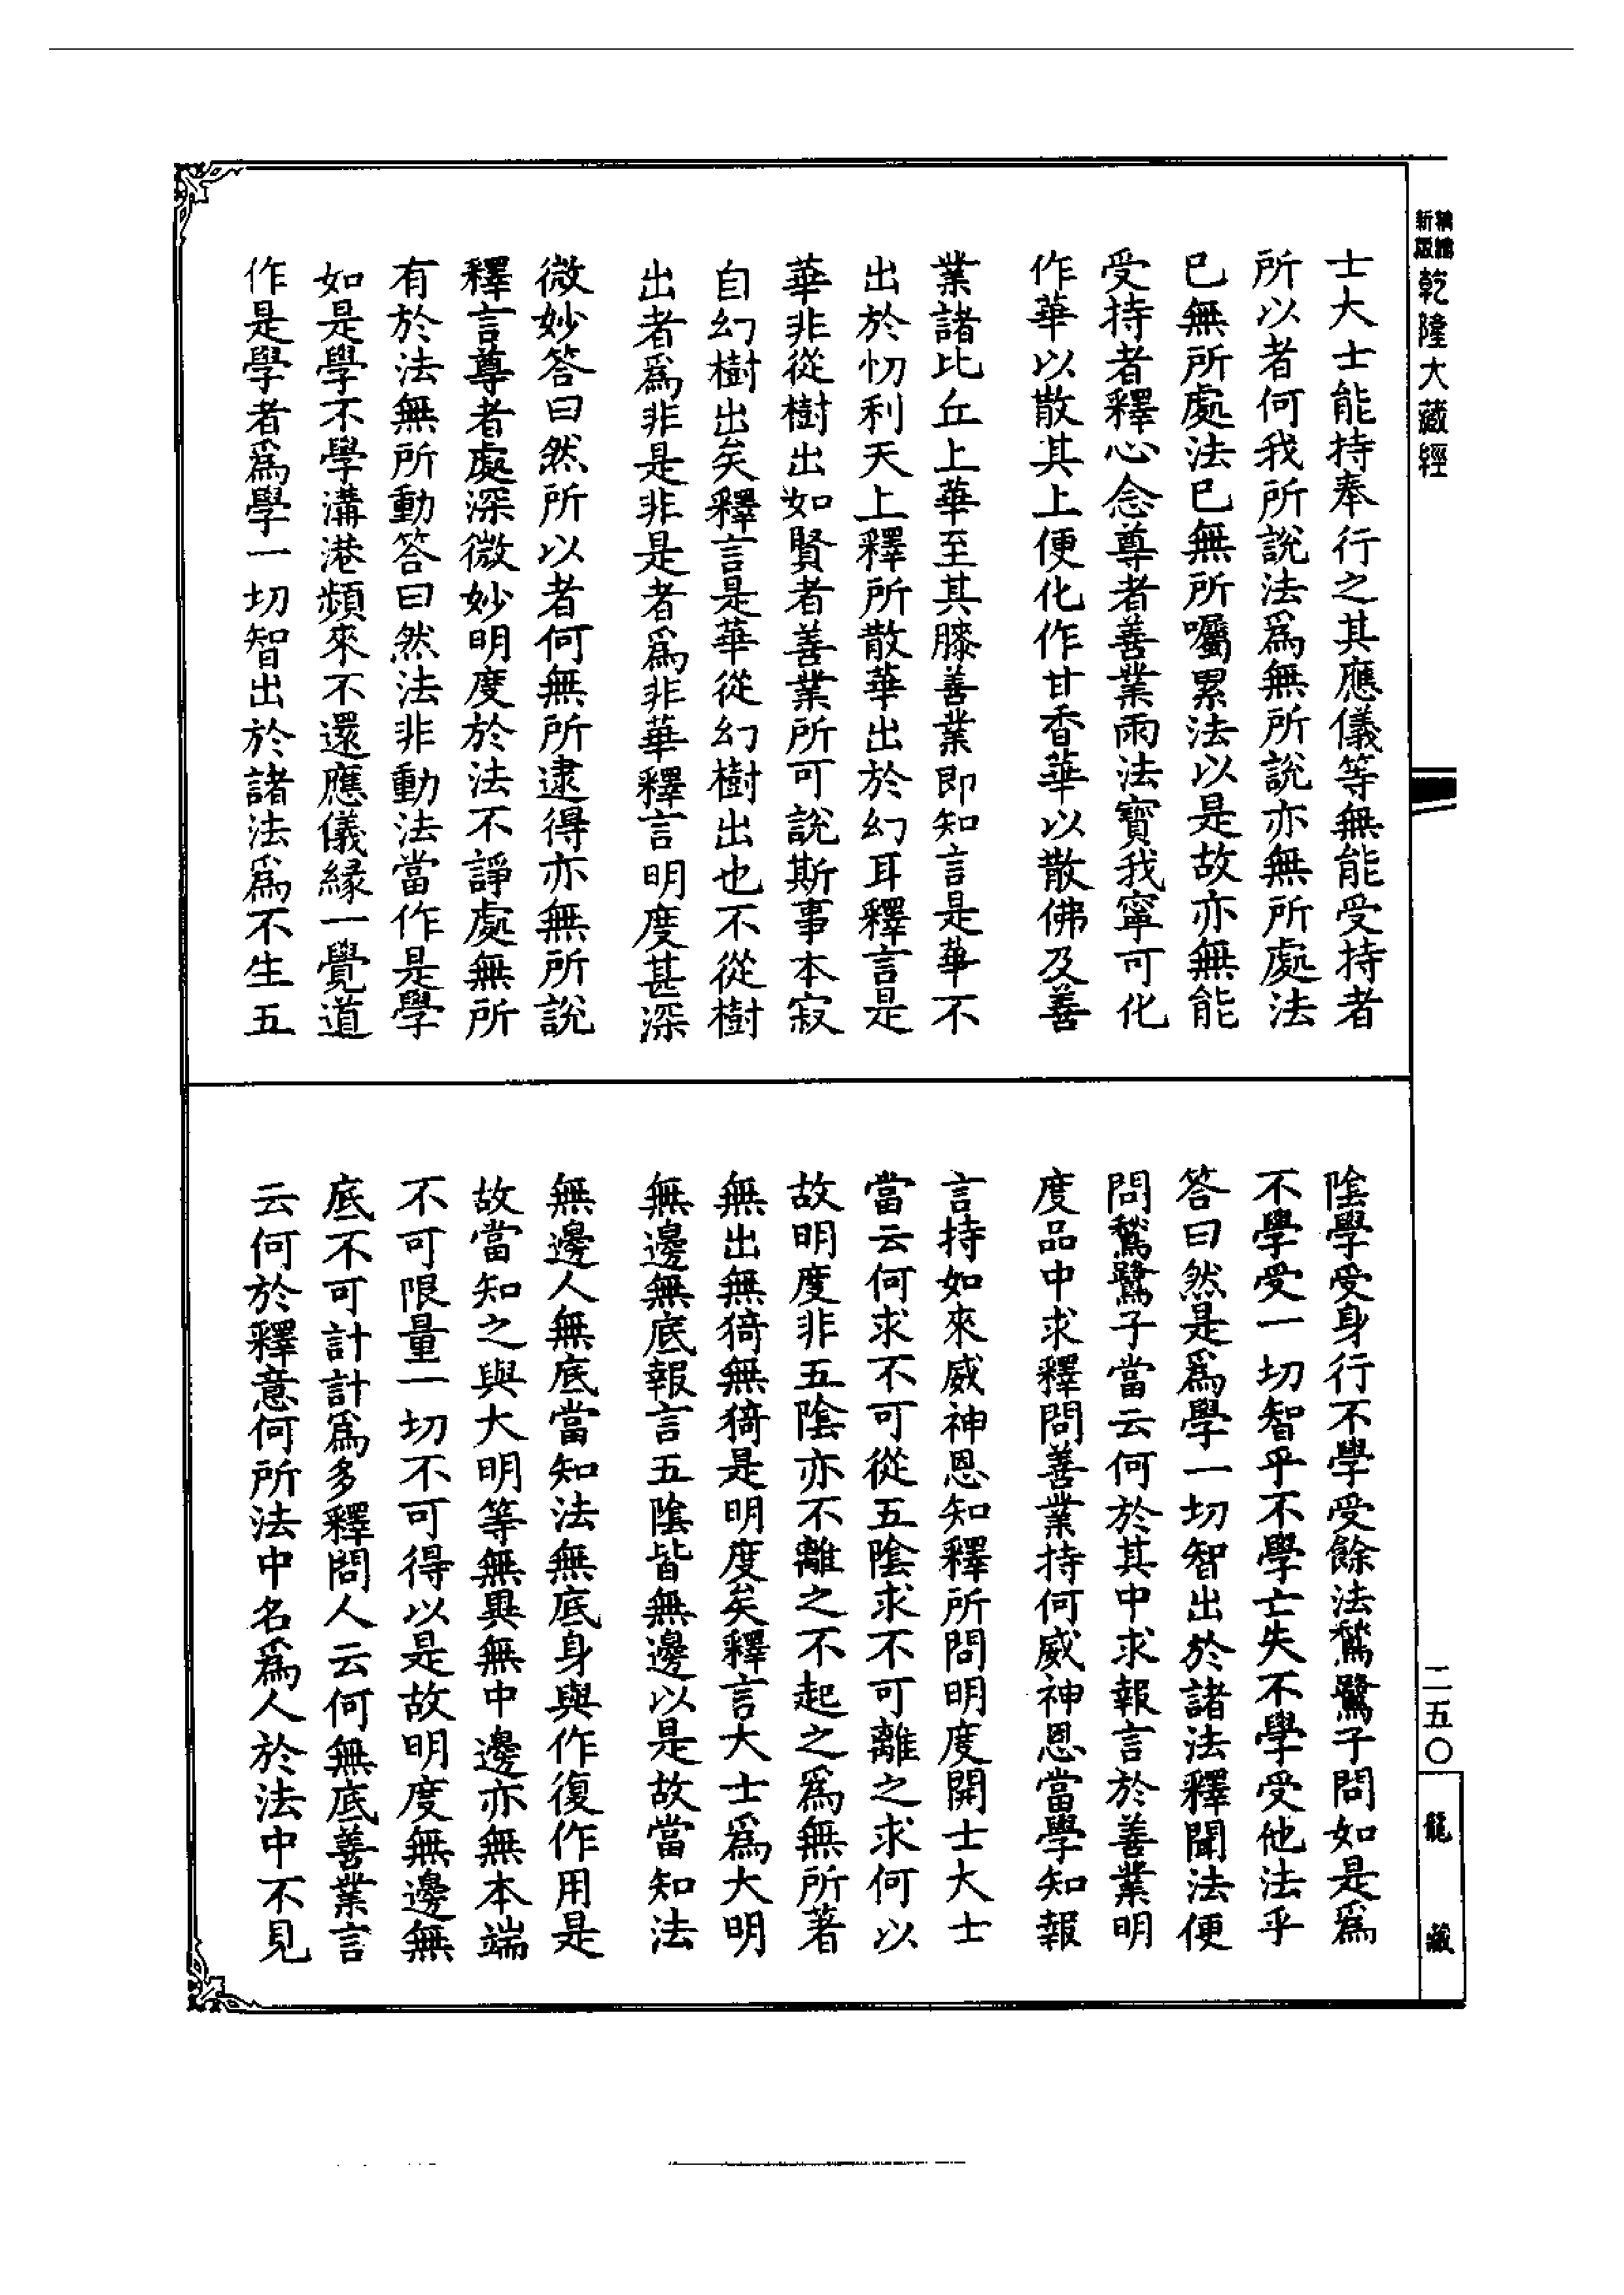 新版
精縮
乾隆大藏經
士大士能持奉行之其應儀等無能受持者
所以者何我所說法爲無所說亦無所處法
已無所處法已無所囑累法以是故亦無能
受持者釋心念尊者善業雨法寶我寧可化
作華以散其上便化作甘香華以散佛及善
業諸比丘上華至其膝善業即知言是華不
出於忉利天上釋所散華出於幻耳釋言是
華非從樹出如賢者善業所可說斯事本寂
自幻樹出矣釋言是華從幻樹出也不從樹
出者爲非是非是者爲非華釋言明度甚深
微妙答曰然所以者何無所逮得亦無所說
釋言尊者處深微妙明度於法不諍處無所
有於法無所動答曰然法非動法當作是學
如是學不學溝港頻來不還應儀緣一覺道
作是學者爲學一切智出於諸法爲不生五
陰學受身行不學受餘法鶖鷺子問如是爲
不學受一切智乎不學亡失不學受他法乎
答曰然是爲學一切智出於諸法釋聞法便
問鶖鷺子當云何於其中求報言於善業明
度品中求釋問善業持何威神恩當學知報
言持如來威神恩知釋所問明度開士大士
當云何求不可從五陰求不可離之求何以
故明度非五陰亦不離之不起之爲無所著
無出無猗無猗是明度矣釋言大士爲大明
無邊無底報言五陰皆無邊以是故當知法
無邊人無底當知法無底身與作復作用是
故當知之與大明等無異無中邊亦無本端
不可限量一切不可得以是故明度無邊無
底不可計計爲多釋問人云何無底善業言
云何於釋意何所法中名爲人於法中不見
二五〇
龍藏